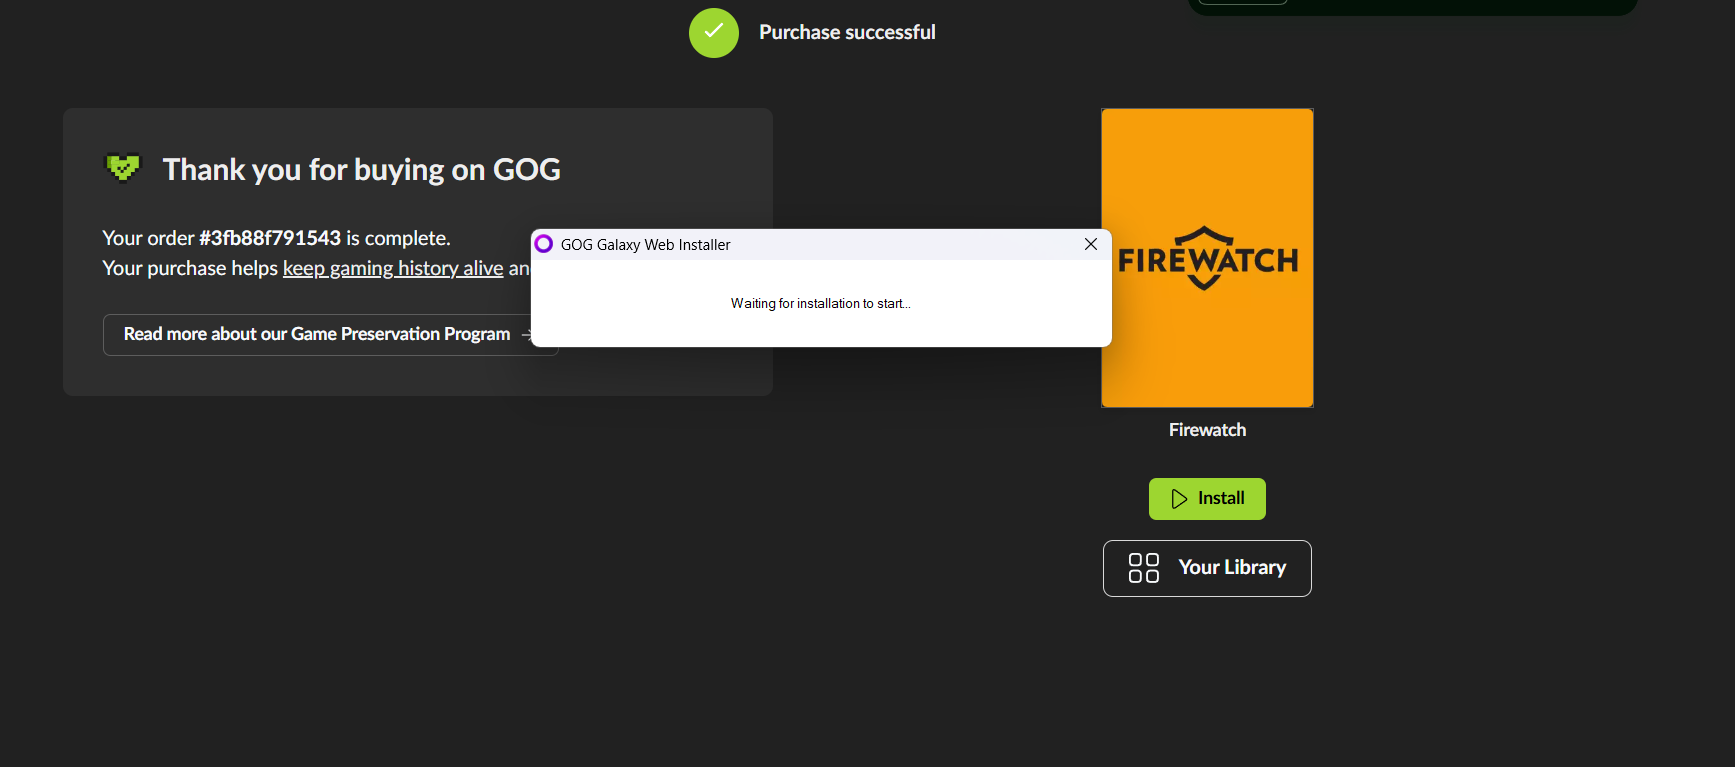 Purchase successful
Thank you for buying on GOG
Your order #3fb88f791543 is complete.
Your purchase helps keep gaming history alive an
Read more about our Game Preservation Program →
GOG Galaxy Web Installer
Waiting for installation to start...
FIREWATCH
Firewatch
Install
Your Library